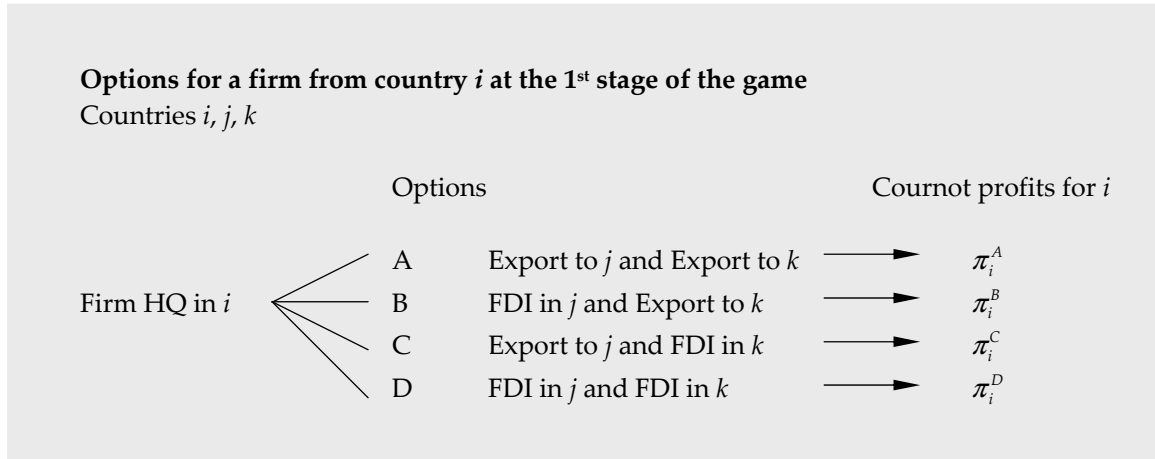 Options for a firm from country i at the 1st stage of the game
Countries i, j, k
Options Cournot profits for i
A Export to j and Export to k π_i^A
Firm HQ in i B FDI in j and Export to k π_i^B
C Export to j and FDI in k π_i^C
D FDI in j and FDI in k π_i^D